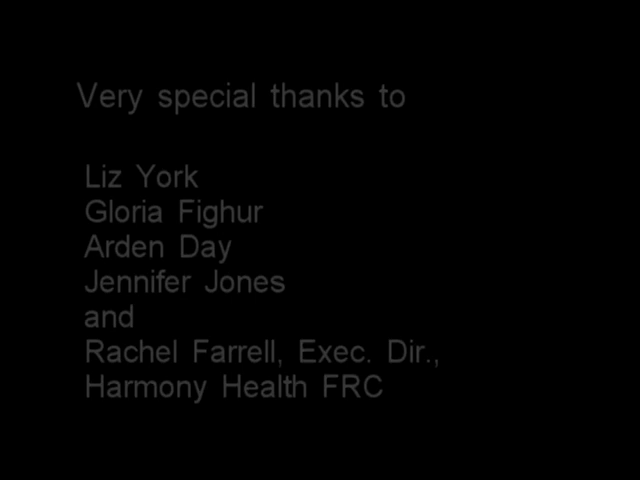 Very special thanks to
Liz York
Gloria Fighur
Arden Day
Jennifer Jones
and
Rachel Farrell, Exec. Dir.,
Harmony Health FRC